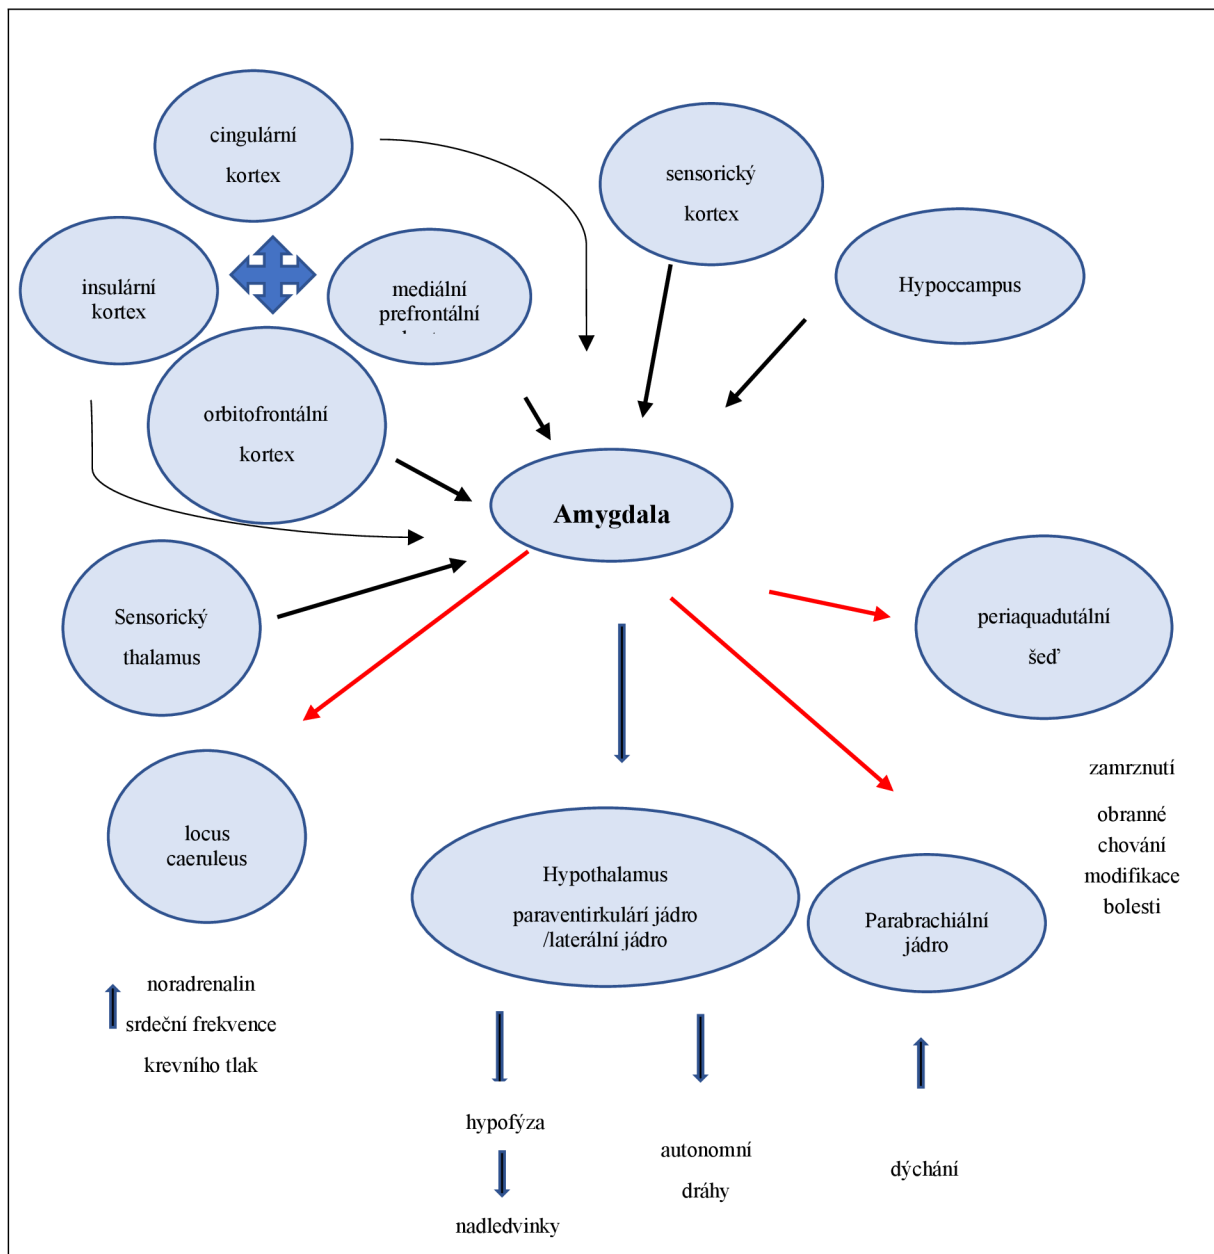 cingulární
kortex
sensorický
kortex
insulární
kortex
mediální
prefrontální
Hypoccampus
orbitofrontální
kortex
Amygdala
Sensorický
thalamus
periaquadutální
šeď
locus
caeruleus
zamrznutí
obranné
chování
modifikace
bolesti
Hypothalamus
paraventirkulárí jádro
/laterální jádro
Parabrachiální
jádro
noradrenalin
srdeční frekvence
krevního tlak
hypofýza
nadledvinky
autonomní
dráhy
dýchání